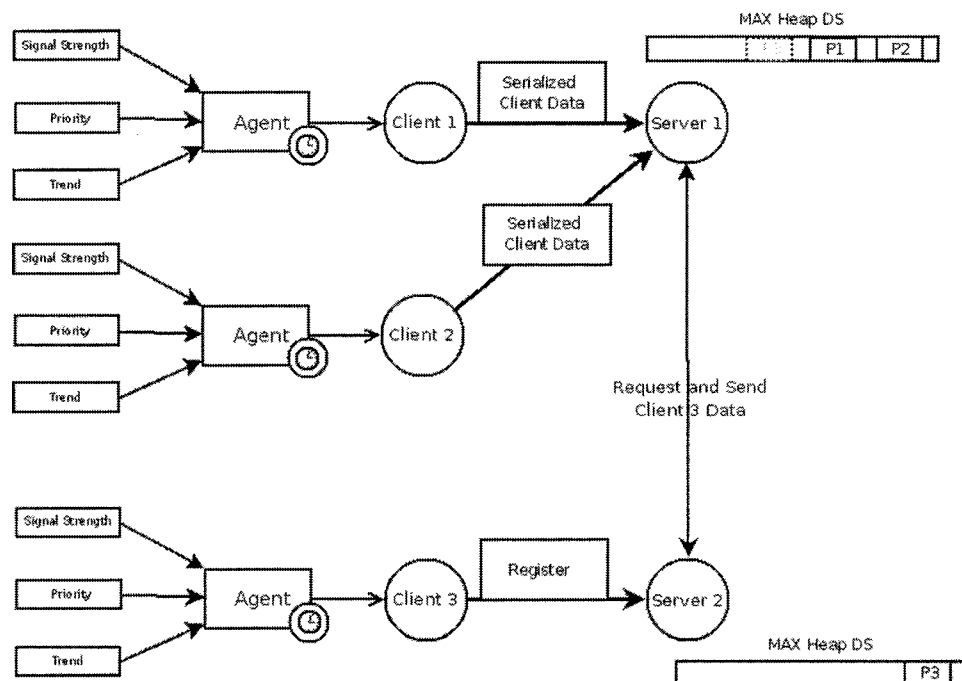 MAX Heap DS
Signal Strength
P1
P2
Serialized
Client Data
Priority
Agent
Client 1
Server 1
Trend
Serialized
Client Data
Signal Strength
Priority
Agent
Client 2
Trend
Request and Send
Client 3 Data
Signal Strength
Register
Priority
Agent
Client 3
Server 2
Trend
MAX Heap DS
P3